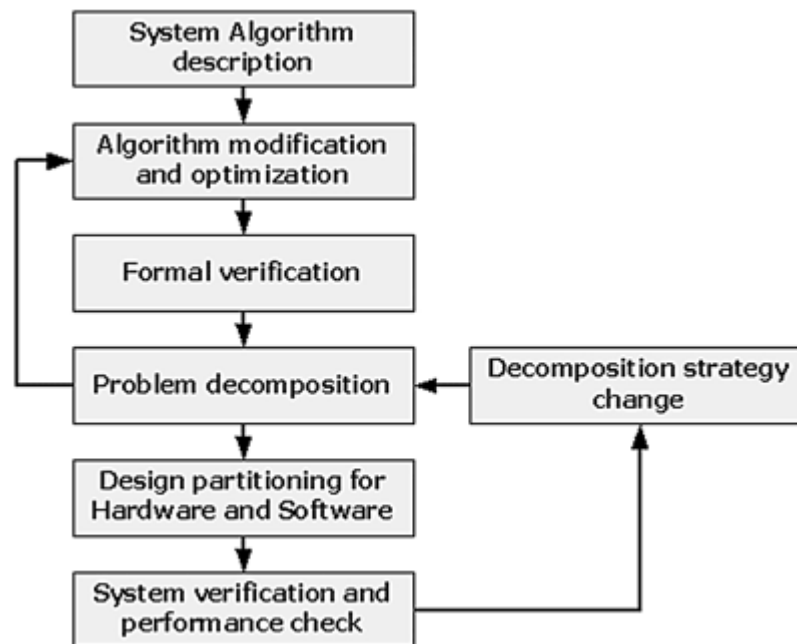 System Algorithm
description
Algorithm modification
and optimization
Formal verification
Problem decomposition
Decomposition strategy
change
Design partitioning for
Hardware and Software
System verification and
performance check